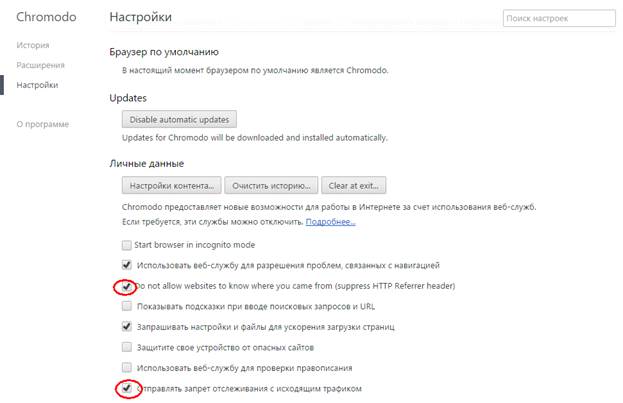 Chromodo
Настройки
Поиск настроек
История
Расширения
Настройки
О программе
Браузер по умолчанию
В настоящий момент браузером по умолчанию является Chromodo.
Updates
Disable automatic updates
Updates for Chromodo will be downloaded and installed automatically.
Личные данные
Настройки контента... Очистить историю... Clear at exit...
Chromodo предоставляет новые возможности для работы в Интернете за счет использования веб-служб.
Если требуется, эти службы можно отключить. Подробнее...
Start browser in incognito mode
Использовать веб-службу для разрешения проблем, связанных с навигацией
Do not allow websites to know where you came from (suppress HTTP Referrer header)
Показывать подсказки при вводе поисковых запросов и URL
Запрашивать настройки и файлы для ускорения загрузки страниц
Защитите свое устройство от опасных сайтов
Использовать веб-службу для проверки правописания
Отправлять запрет отслеживания с исходящим трафиком